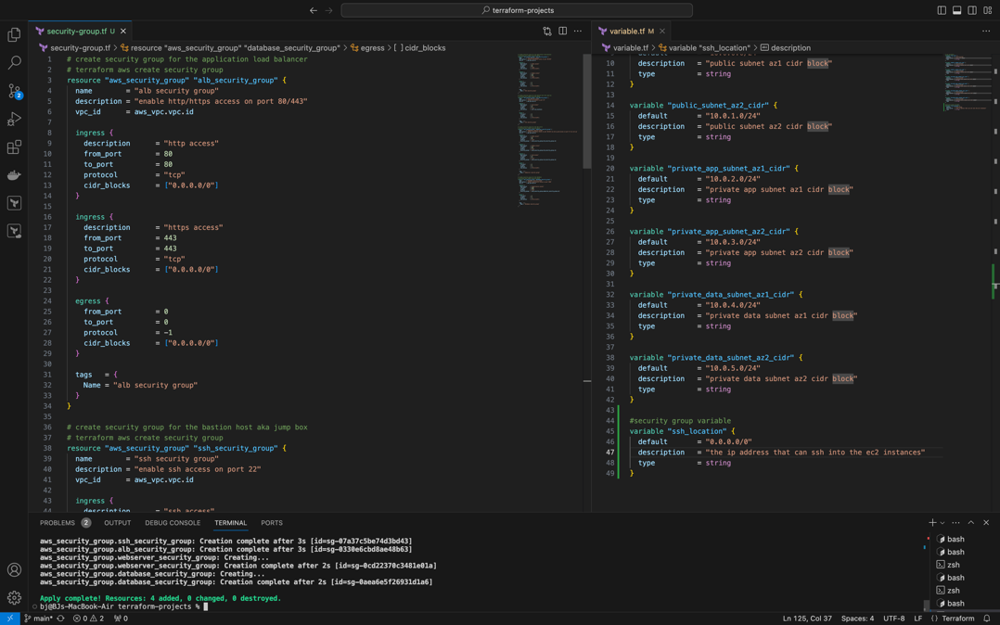 terraform-projects
security-group.tf U
security-group.tf > resource "aws_security_group" "database_security_group" > egress > [ ] cidr_blocks
1 # create security group for the application load balancer
2 # terraform aws create security group
3 resource "aws_security_group" "alb_security_group" {
4 name = "alb security group"
5 description = "enable http/https access on port 80/443"
6 vpc_id = aws_vpc.vpc.id
7
8 ingress {
9 description = "http access"
10 from_port = 80
11 to_port = 80
12 protocol = "tcp"
13 cidr_blocks = ["0.0.0.0/0"]
14 }
15
16 ingress {
17 description = "https access"
18 from_port = 443
19 to_port = 443
20 protocol = "tcp"
21 cidr_blocks = ["0.0.0.0/0"]
22 }
23
24 egress {
25 from_port = 0
26 to_port = 0
27 protocol = -1
28 cidr_blocks = ["0.0.0.0/0"]
29 }
30
31 tags = {
32 Name = "alb security group"
33 }
34 }
35
36 # create security group for the bastion host aka jump box
37 # terraform aws create security group
38 resource "aws_security_group" "ssh_security_group" {
39 name = "ssh security group"
40 description = "enable ssh access on port 22"
41 vpc_id = aws_vpc.vpc.id
42
43 ingress {
44 description = "ssh access"
variable.tf M
variable.tf > variable "ssh_location" > description
10 description = "public subnet az1 cidr block"
11 type = string
12 }
13
14 variable "public_subnet_az2_cidr" {
15 default = "10.0.1.0/24"
16 description = "public subnet az2 cidr block"
17 type = string
18 }
19
20 variable "private_app_subnet_az1_cidr" {
21 default = "10.0.2.0/24"
22 description = "private app subnet az1 cidr block"
23 type = string
24 }
25
26 variable "private_app_subnet_az2_cidr" {
27 default = "10.0.3.0/24"
28 description = "private app subnet az2 cidr block"
29 type = string
30 }
31
32 variable "private_data_subnet_az1_cidr" {
33 default = "10.0.4.0/24"
34 description = "private data subnet az1 cidr block"
35 type = string
36 }
37
38 variable "private_data_subnet_az2_cidr" {
39 default = "10.0.5.0/24"
40 description = "private data subnet az2 cidr block"
41 type = string
42 }
43
44 #security group variable
45 variable "ssh_location" {
46 default = "0.0.0.0/0"
47 description = "the ip address that can ssh into the ec2 instances"
48 type = string
49 }
2
PROBLEMS 2 OUTPUT DEBUG CONSOLE TERMINAL PORTS
aws_security_group.ssh_security_group: Creation complete after 3s [id=sg-07a37c5be74d3bd43]
aws_security_group.alb_security_group: Creation complete after 3s [id=sg-0330e6cbd8ae48b63]
aws_security_group.webserver_security_group: Creating...
aws_security_group.webserver_security_group: Creation complete after 2s [id=sg-0cd22370c3481e01a]
aws_security_group.database_security_group: Creating...
aws_security_group.database_security_group: Creation complete after 2s [id=sg-0aea6e5f26931d1a6]
Apply complete! Resources: 4 added, 0 changed, 0 destroyed.
bj@BJs-MacBook-Air terraform-projects %
bash
bash
zsh
bash
zsh
bash
main* 0 2 0
Ln 125, Col 37 Spaces: 4 UTF-8 LF {} Terraform